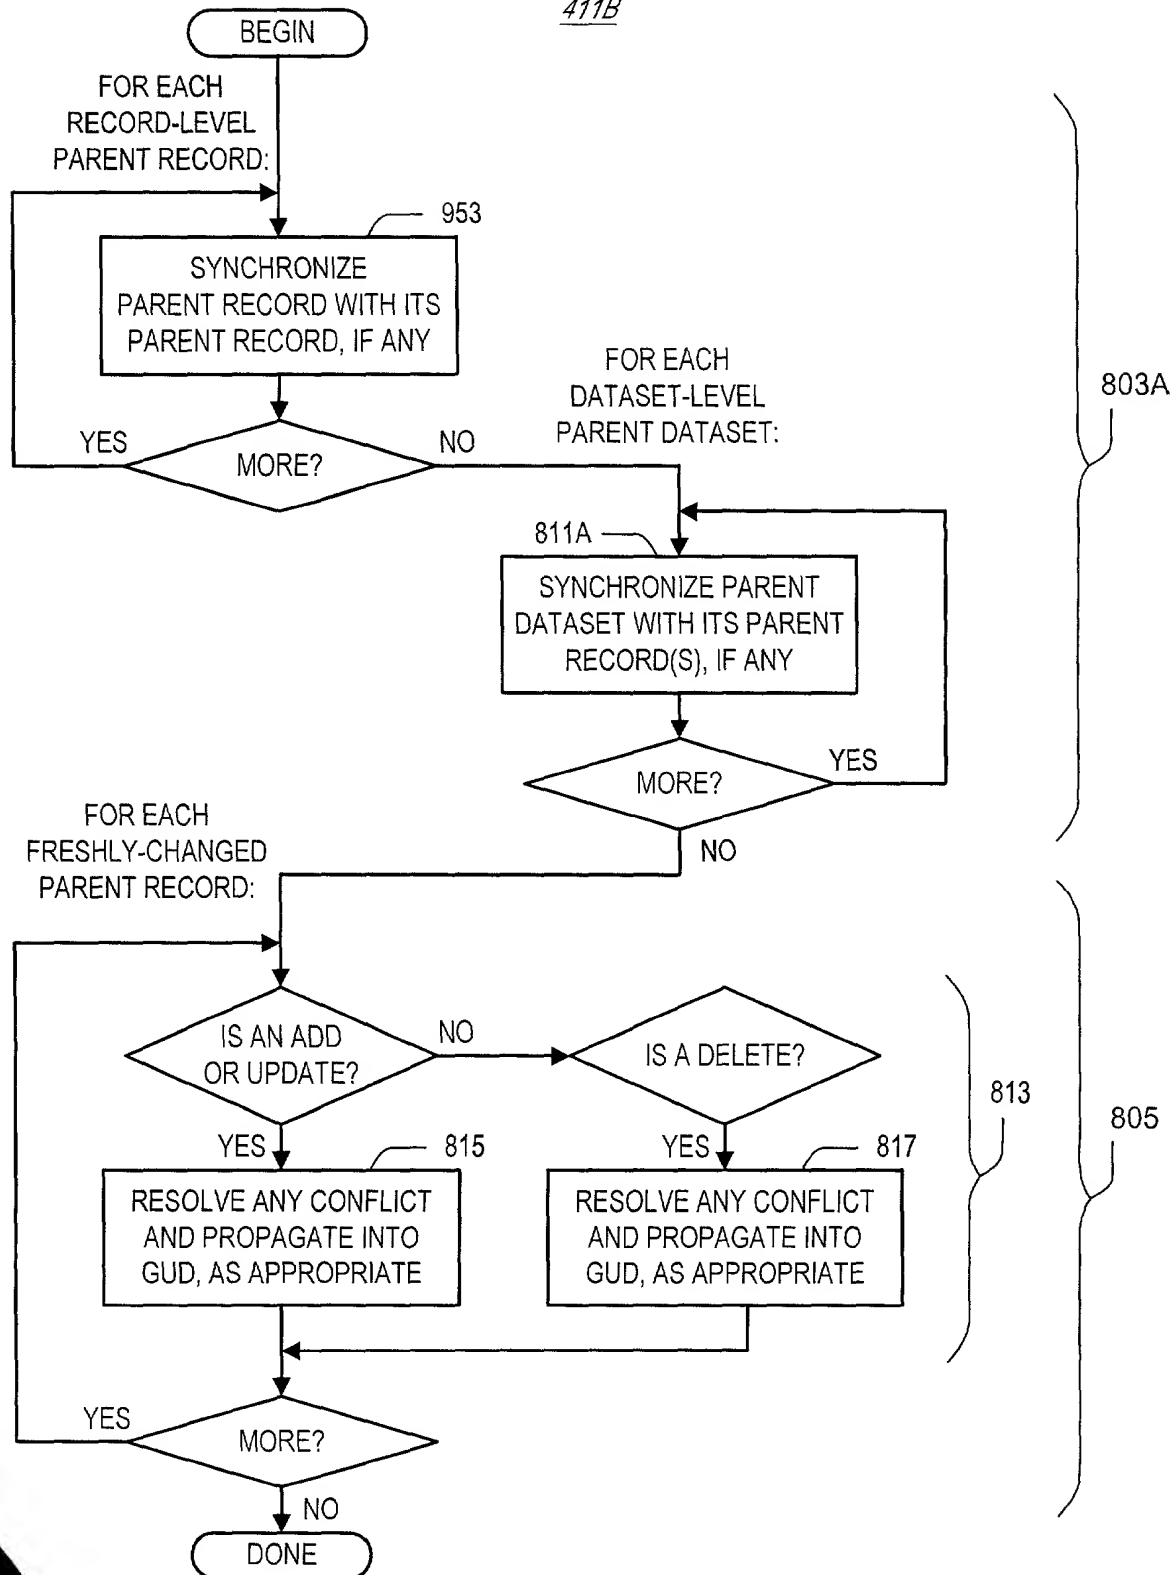 411B
BEGIN
FOR EACH
RECORD-LEVEL
PARENT RECORD:
953
SYNCHRONIZE
PARENT RECORD WITH ITS
PARENT RECORD, IF ANY
YES
MORE?
NO
FOR EACH
DATASET-LEVEL
PARENT DATASET:
803A
811A
SYNCHRONIZE PARENT
DATASET WITH ITS PARENT
RECORD(S), IF ANY
MORE?
YES
NO
FOR EACH
FRESHLY-CHANGED
PARENT RECORD:
IS AN ADD
OR UPDATE?
NO
IS A DELETE?
813
805
YES
815
YES
817
RESOLVE ANY CONFLICT
AND PROPAGATE INTO
GUD, AS APPROPRIATE
RESOLVE ANY CONFLICT
AND PROPAGATE INTO
GUD, AS APPROPRIATE
YES
MORE?
NO
DONE